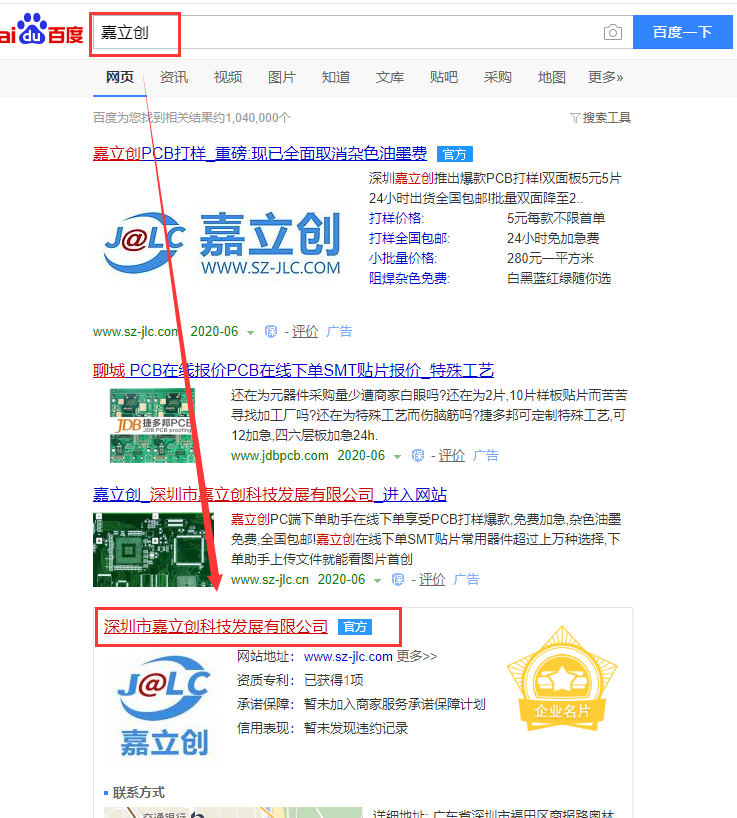 ai du 百度
嘉立创
百度一下
网页 资讯 视频 图片 知道 文库 贴吧 采购 地图 更多»
百度为您找到相关结果约1,040,000个
搜索工具
嘉立创PCB打样_重磅:现已全面取消杂色油墨费 官方
J@LC 嘉立创
WWW.SZ-JLC.COM
深圳嘉立创推出爆款PCB打样!双面板5元5片
24小时出货全国包邮!批量双面降至2..
打样价格: 5元每款不限首单
打样全国包邮: 24小时免加急费
小批量价格: 280元一平方米
阻焊杂色免费: 白黑蓝红绿随你选
www.sz-jlc.com 2020-06 保 - 评价 广告
聊城 PCB在线报价PCB在线下单SMT贴片报价_特殊工艺
JDB 捷多邦PCB
JDB PCB proofing
还在为元器件采购量少遭商家白眼吗?还在为2片,10片样板贴片而苦苦
寻找加工厂吗?还在为特殊工艺而伤脑筋吗?捷多邦可定制特殊工艺,可
12加急,四六层板加急24h.
www.jdbpcb.com 2020-06 保 - 评价 广告
嘉立创_深圳市嘉立创科技发展有限公司_进入网站
嘉立创PC端下单助手在线下单享受PCB打样爆款,免费加急,杂色油墨
免费,全国包邮!嘉立创在线下单SMT贴片常用器件超过上万种选择,下
单助手上传文件就能看图片首创
www.sz-jlc.cn 2020-06 保 - 评价 广告
深圳市嘉立创科技发展有限公司 官方
J@LC
嘉立创
网站地址: www.sz-jlc.com 更多>>
资质专利: 已获得1项
承诺保障: 暂未加入商家服务承诺保障计划
信用表现: 暂未发现违约记录
企业名片
联系方式
交通银行
详细地址: 广东省深圳市福田区商报路奥林